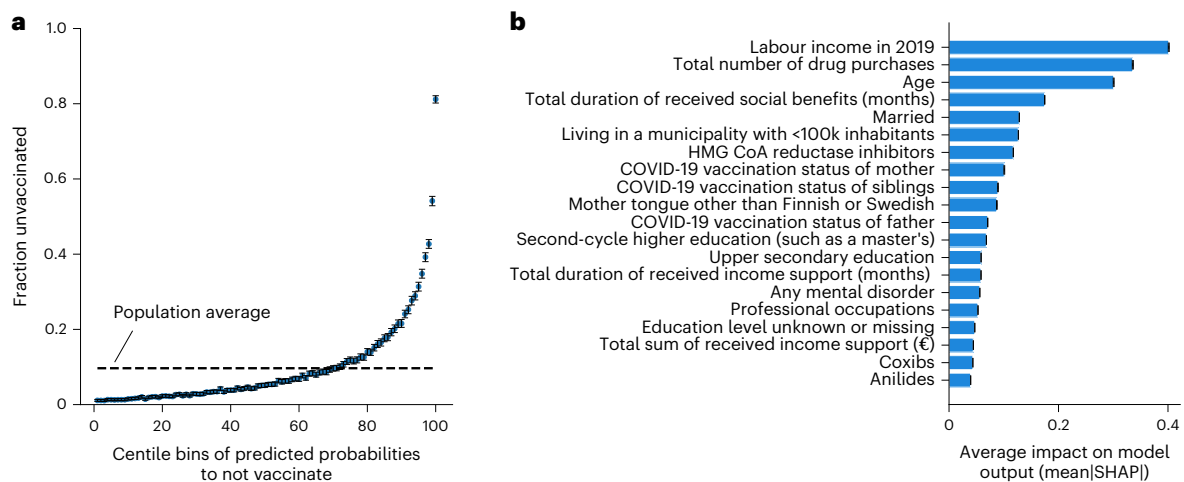 a
1.0
0.8
0.6
0.4
0.2
0
Fraction unvaccinated
Population average
0
20
40
60
80
100
Centile bins of predicted probabilities
to not vaccinate
b
Labour income in 2019
Total number of drug purchases
Age
Total duration of received social benefits (months)
Married
Living in a municipality with <100k inhabitants
HMG CoA reductase inhibitors
COVID-19 vaccination status of mother
COVID-19 vaccination status of siblings
Mother tongue other than Finnish or Swedish
COVID-19 vaccination status of father
Second-cycle higher education (such as a master's)
Upper secondary education
Total duration of received income support (months)
Any mental disorder
Professional occupations
Education level unknown or missing
Total sum of received income support (€)
Coxibs
Anilides
0
0.2
0.4
Average impact on model
output (mean|SHAP|)